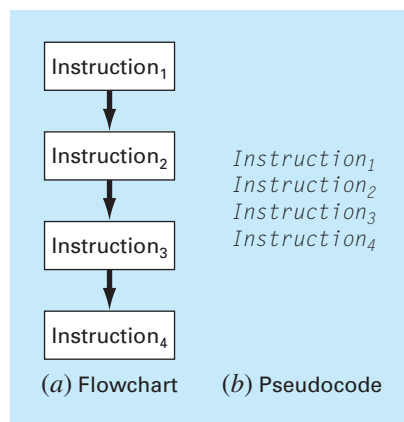 Instruction₁
Instruction₂
Instruction₃
Instruction₄
(a) Flowchart
Instruction₁
Instruction₂
Instruction₃
Instruction₄
(b) Pseudocode